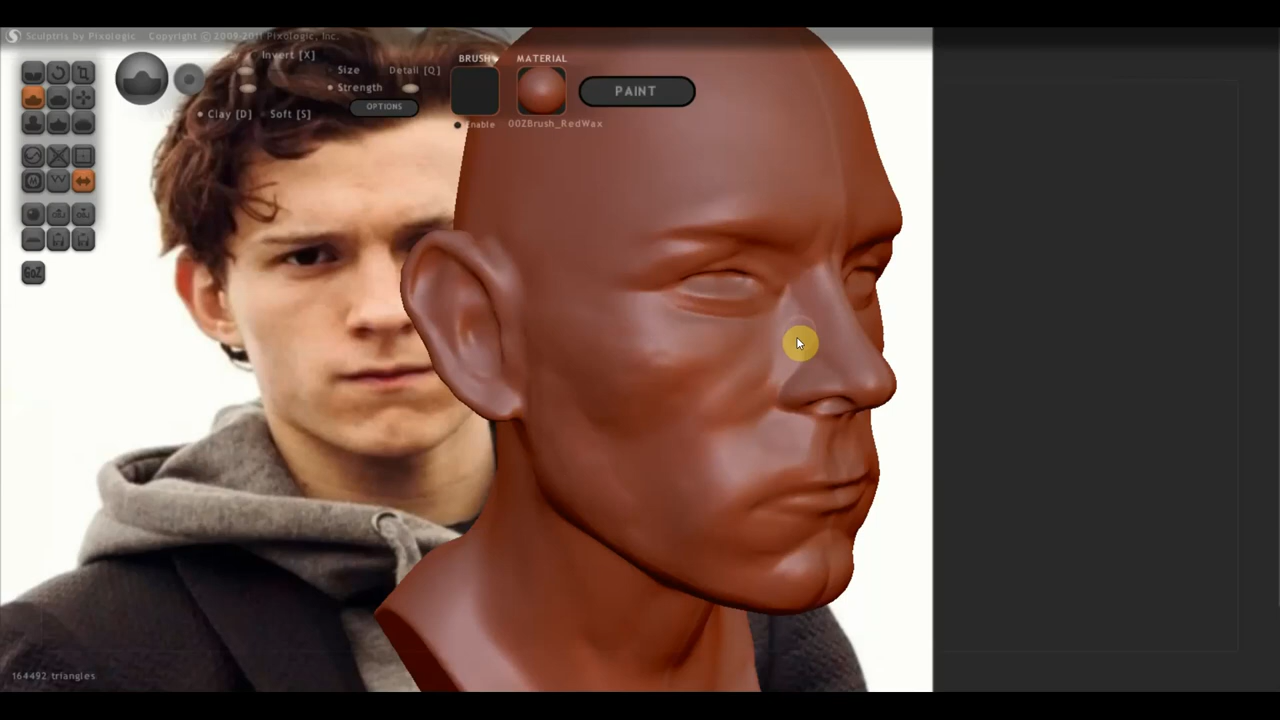 Sculptris by Pixologic Copyright © 2009-2011 Pixologic, Inc.
Invert [X]
BRUSH
MATERIAL
Size
Detail [Q]
Strength
PAINT
OPTIONS
Clay [D]
Soft [S]
Enable
00ZBrush_RedWax
GoZ
164492 triangles